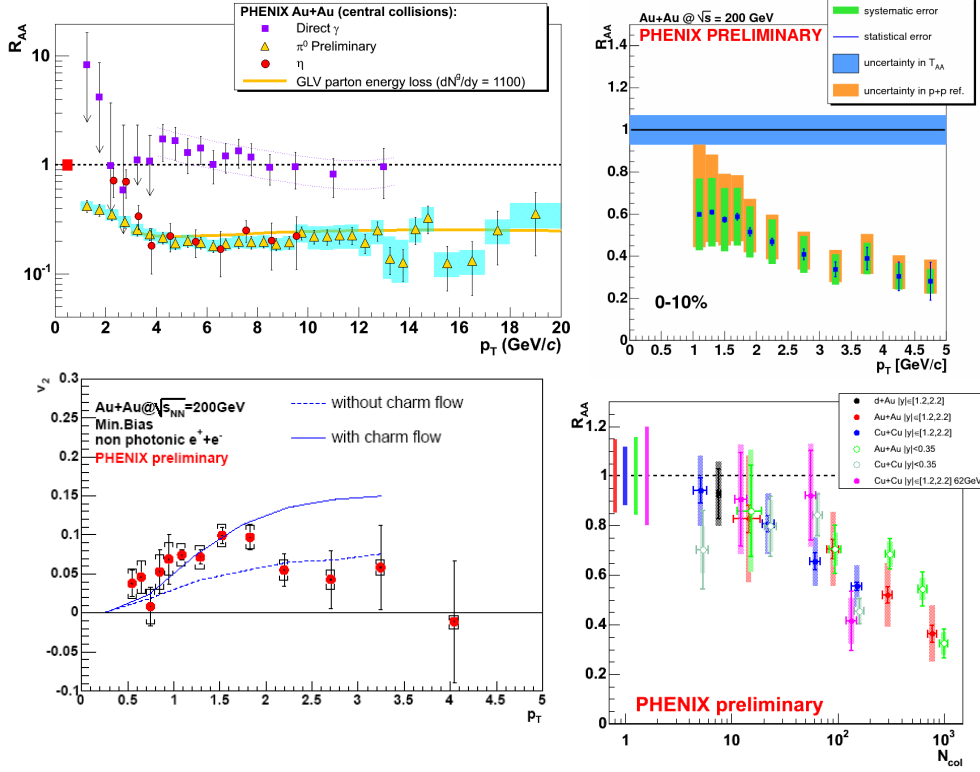 PHENIX Au+Au (central collisions):
Direct γ
π⁰ Preliminary
η
GLV parton energy loss (dNᵍ/dy = 1100)
R_AA
10
1
10⁻¹
0 2 4 6 8 10 12 14 16 18 20
p_T (GeV/c)
systematic error
statistical error
uncertainty in T_AA
uncertainty in p+p ref.
Au+Au @ √s = 200 GeV
PHENIX PRELIMINARY
R_AA
1.4
1.2
1
0.8
0.6
0.4
0.2
0
0-10%
0 0.5 1 1.5 2 2.5 3 3.5 4 4.5 5
p_T [GeV/c]
v₂
0.3
0.25
0.2
0.15
0.1
0.05
0
-0.05
-0.1
Au+Au@√s_NN=200GeV
Min.Bias
non photonic e⁺+e⁻
PHENIX preliminary
without charm flow
with charm flow
0.5 1 1.5 2 2.5 3 3.5 4 4.5 5
p_T
R_AA
1.2
1
0.8
0.6
0.4
0.2
0
d+Au |y|∈[1.2,2.2]
Au+Au |y|∈[1.2,2.2]
Cu+Cu |y|∈[1.2,2.2]
Au+Au |y|<0.35
Cu+Cu |y|<0.35
Cu+Cu |y|∈[1.2,2.2] 62GeV
PHENIX preliminary
1 10 10² 10³
N_col